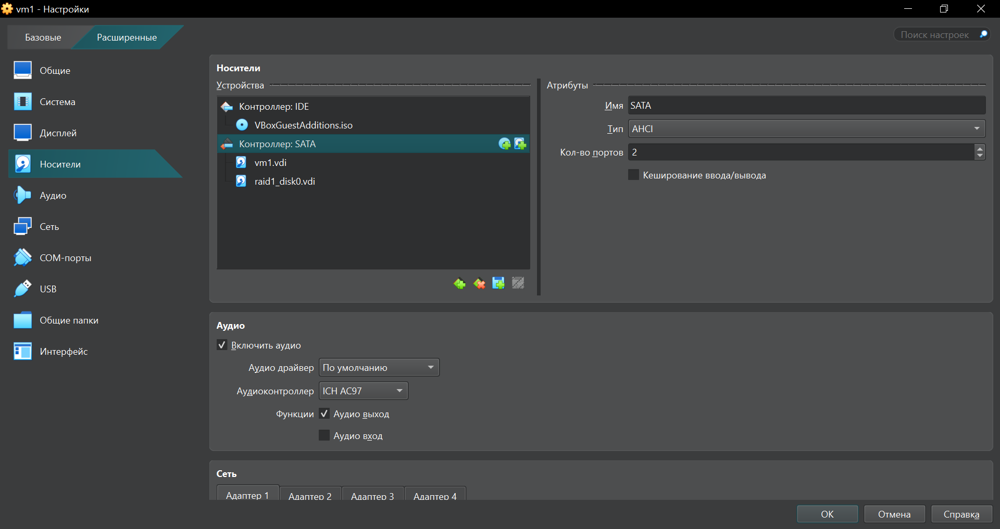 vm1 - Настройки
Базовые
Расширенные
Поиск настроек
Общие
Система
Дисплей
Носители
Аудио
Сеть
COM-порты
USB
Общие папки
Интерфейс
Носители
Устройства
Контроллер: IDE
VBoxGuestAdditions.iso
Контроллер: SATA
vm1.vdi
raid1_disk0.vdi
Атрибуты
Имя SATA
Тип AHCI
Кол-во портов 2
Кеширование ввода/вывода
Аудио
Включить аудио
Аудио драйвер По умолчанию
Аудиоконтроллер ICH AC97
Функции Аудио выход
Аудио вход
Сеть
Адаптер 1 Адаптер 2 Адаптер 3 Адаптер 4
OK Отмена Справка